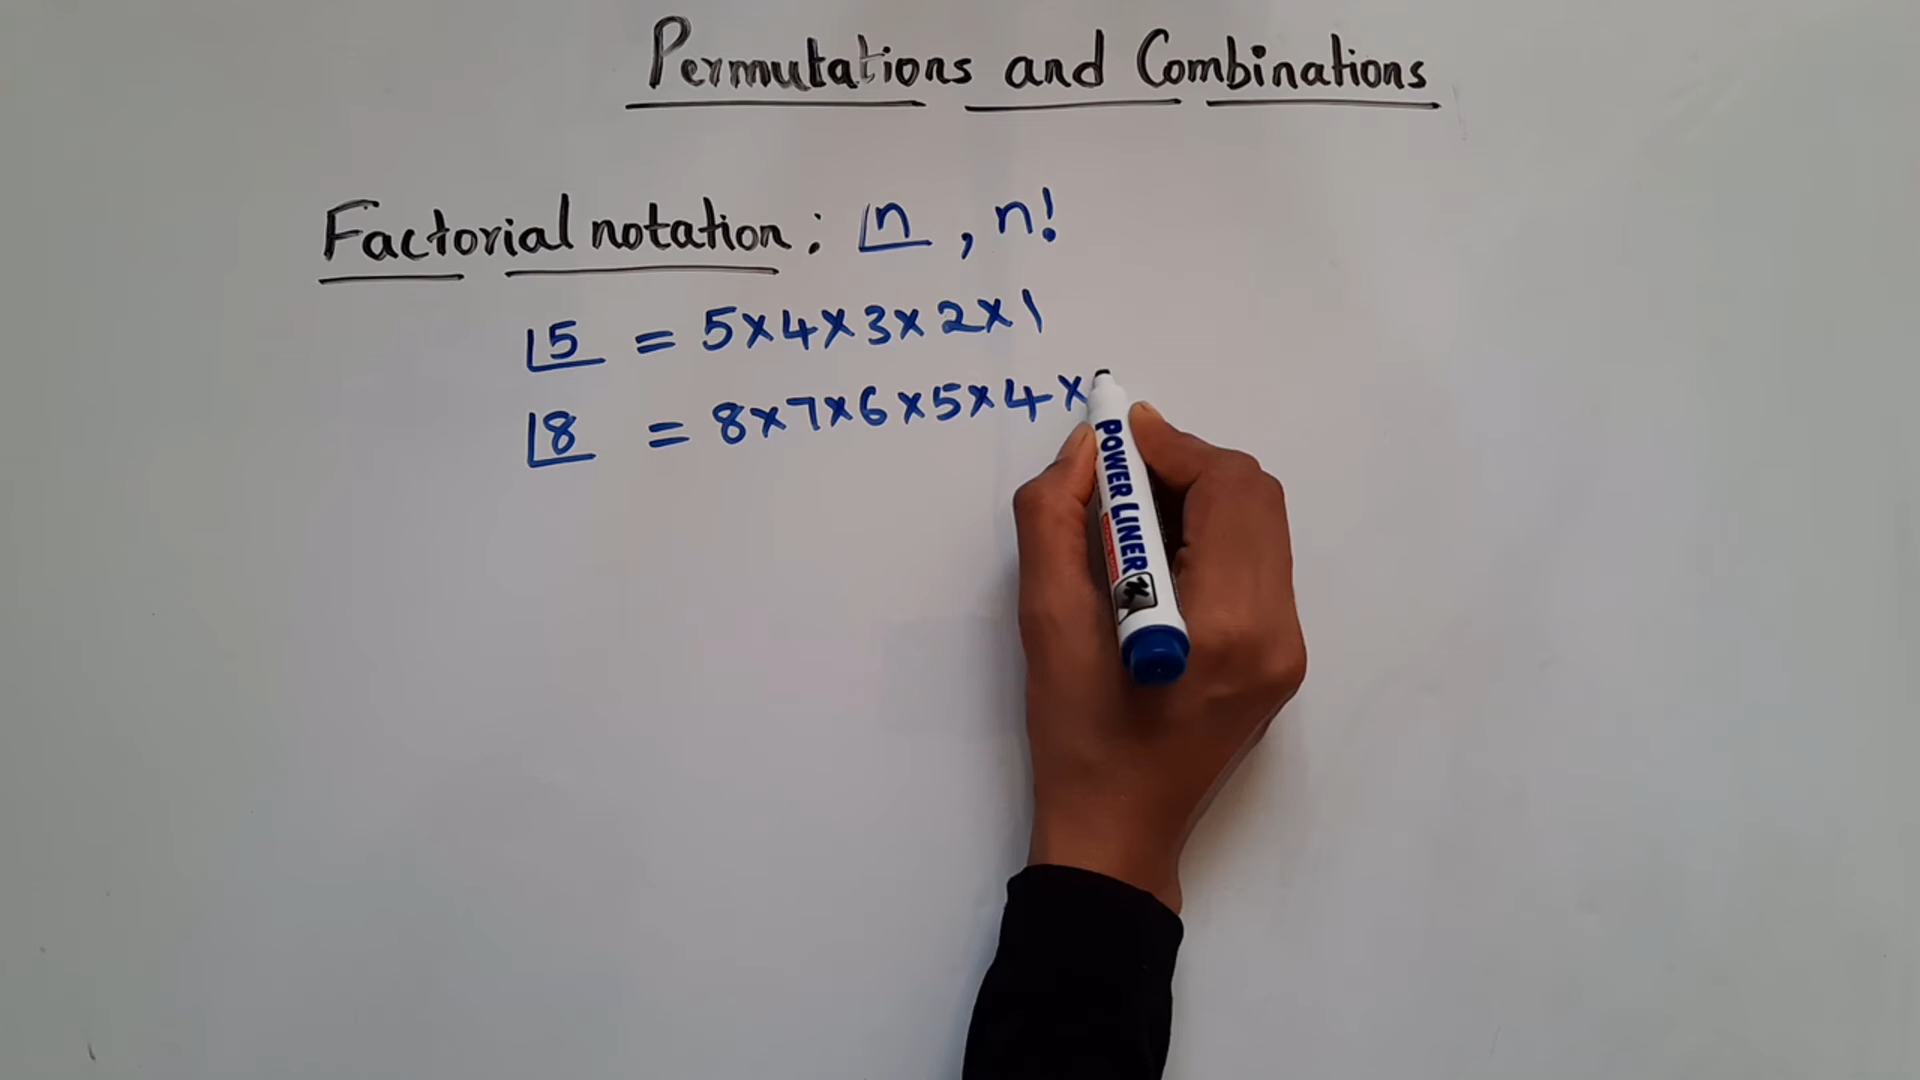 Permutations and Combinations
Factorial notation : |n , n!
|5 = 5×4×3×2×1
|8 = 8×7×6×5×4×
POWER LINER